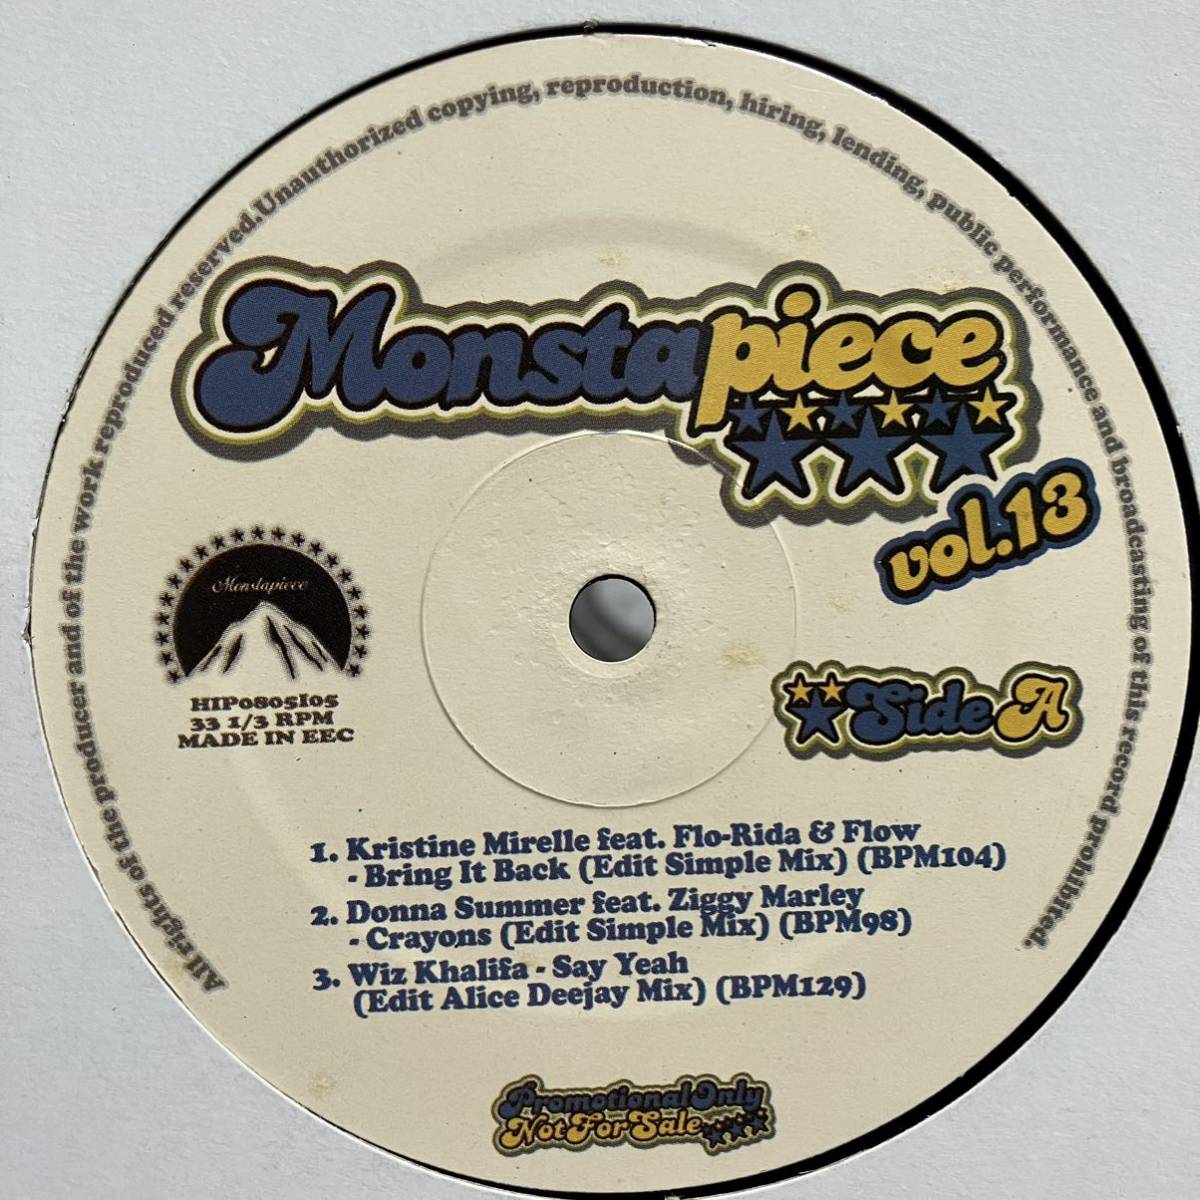 All rights of the producer and of the work reproduced reserved.Unauthorized copying, reproduction, hiring, lending, public performance and broadcasting of this record prohibited.
Monstapiece
vol.13
Monstapiece
HIP0805I05
33 1/3 RPM
MADE IN EEC
Side A
1. Kristine Mirelle feat. Flo-Rida & Flow
- Bring It Back (Edit Simple Mix) (BPM104)
2. Donna Summer feat. Ziggy Marley
- Crayons (Edit Simple Mix) (BPM98)
3. Wiz Khalifa - Say Yeah
(Edit Alice Deejay Mix) (BPM129)
Promotional Only
Not For Sale